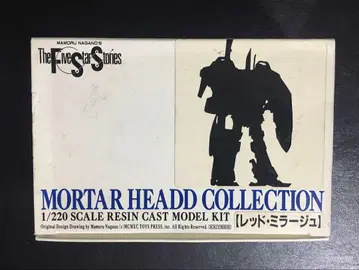 MAMORU NAGANO'S
The Five Star Stories
MORTAR HEADD COLLECTION
1/220 SCALE RESIN CAST MODEL KIT [レッド・ミラージュ]
Original Design Drawing by Mamoru Nagano ©MCMXC TOYS PRESS, inc. All Rights Reserved.